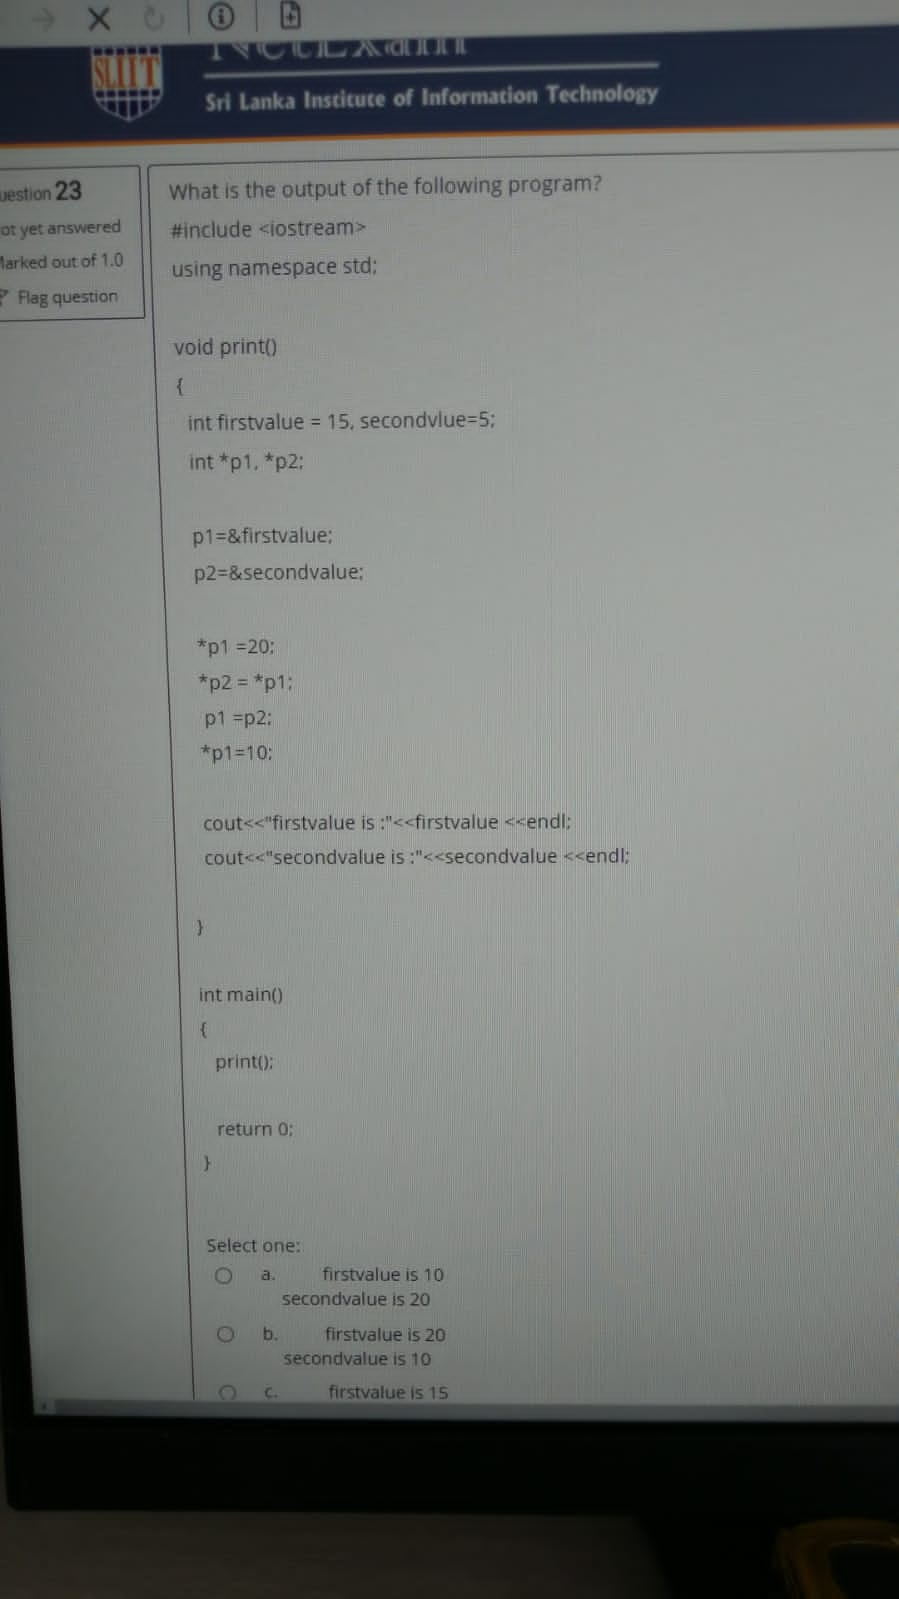 SLIIT
NetExam
Sri Lanka Institute of Information Technology
uestion 23
ot yet answered
Marked out of 1.0
Flag question
What is the output of the following program?
#include <iostream>
using namespace std;
void print()
{
int firstvalue = 15, secondvlue=5;
int *p1, *p2;
p1=&firstvalue;
p2=&secondvalue;
*p1 =20;
*p2 = *p1;
p1 =p2;
*p1=10;
cout<<"firstvalue is :"<<firstvalue <<endl;
cout<<"secondvalue is :"<<secondvalue <<endl;
}
int main()
{
print();
return 0;
}
Select one:
a. firstvalue is 10
secondvalue is 20
b. firstvalue is 20
secondvalue is 10
c. firstvalue is 15